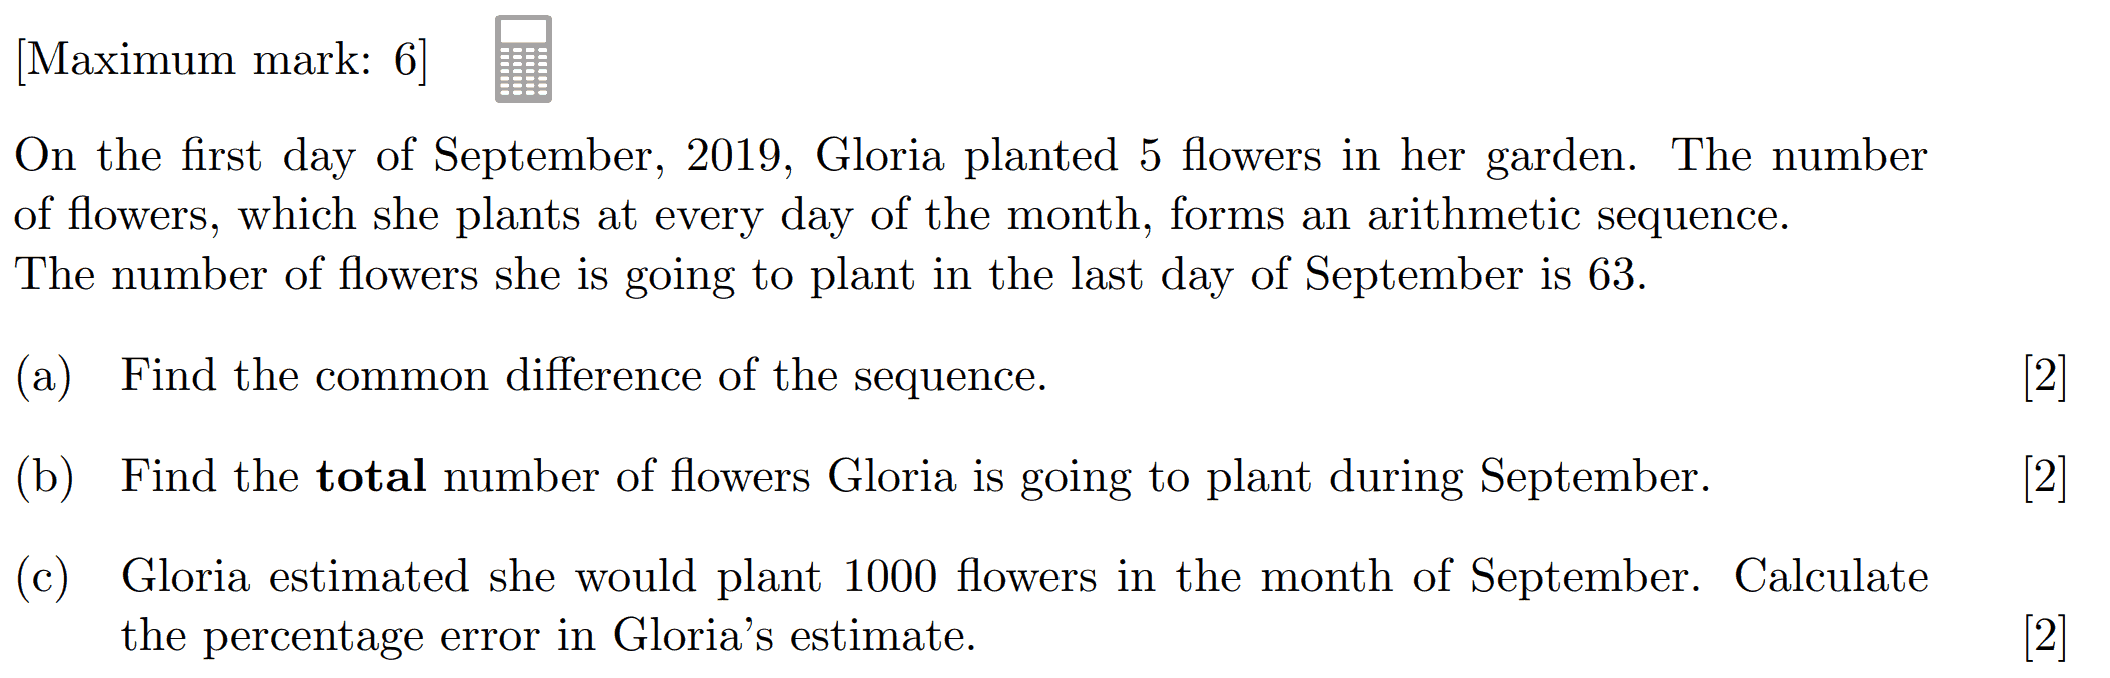 [Maximum mark: 6]
On the first day of September, 2019, Gloria planted 5 flowers in her garden. The number
of flowers, which she plants at every day of the month, forms an arithmetic sequence.
The number of flowers she is going to plant in the last day of September is 63.
(a) Find the common difference of the sequence. [2]
(b) Find the total number of flowers Gloria is going to plant during September. [2]
(c) Gloria estimated she would plant 1000 flowers in the month of September. Calculate
the percentage error in Gloria's estimate. [2]